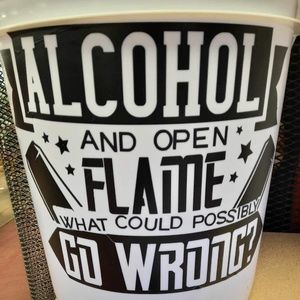 ALCOHOL
AND OPEN
FLAME
WHAT COULD POSSIBLY
GO WRONG?